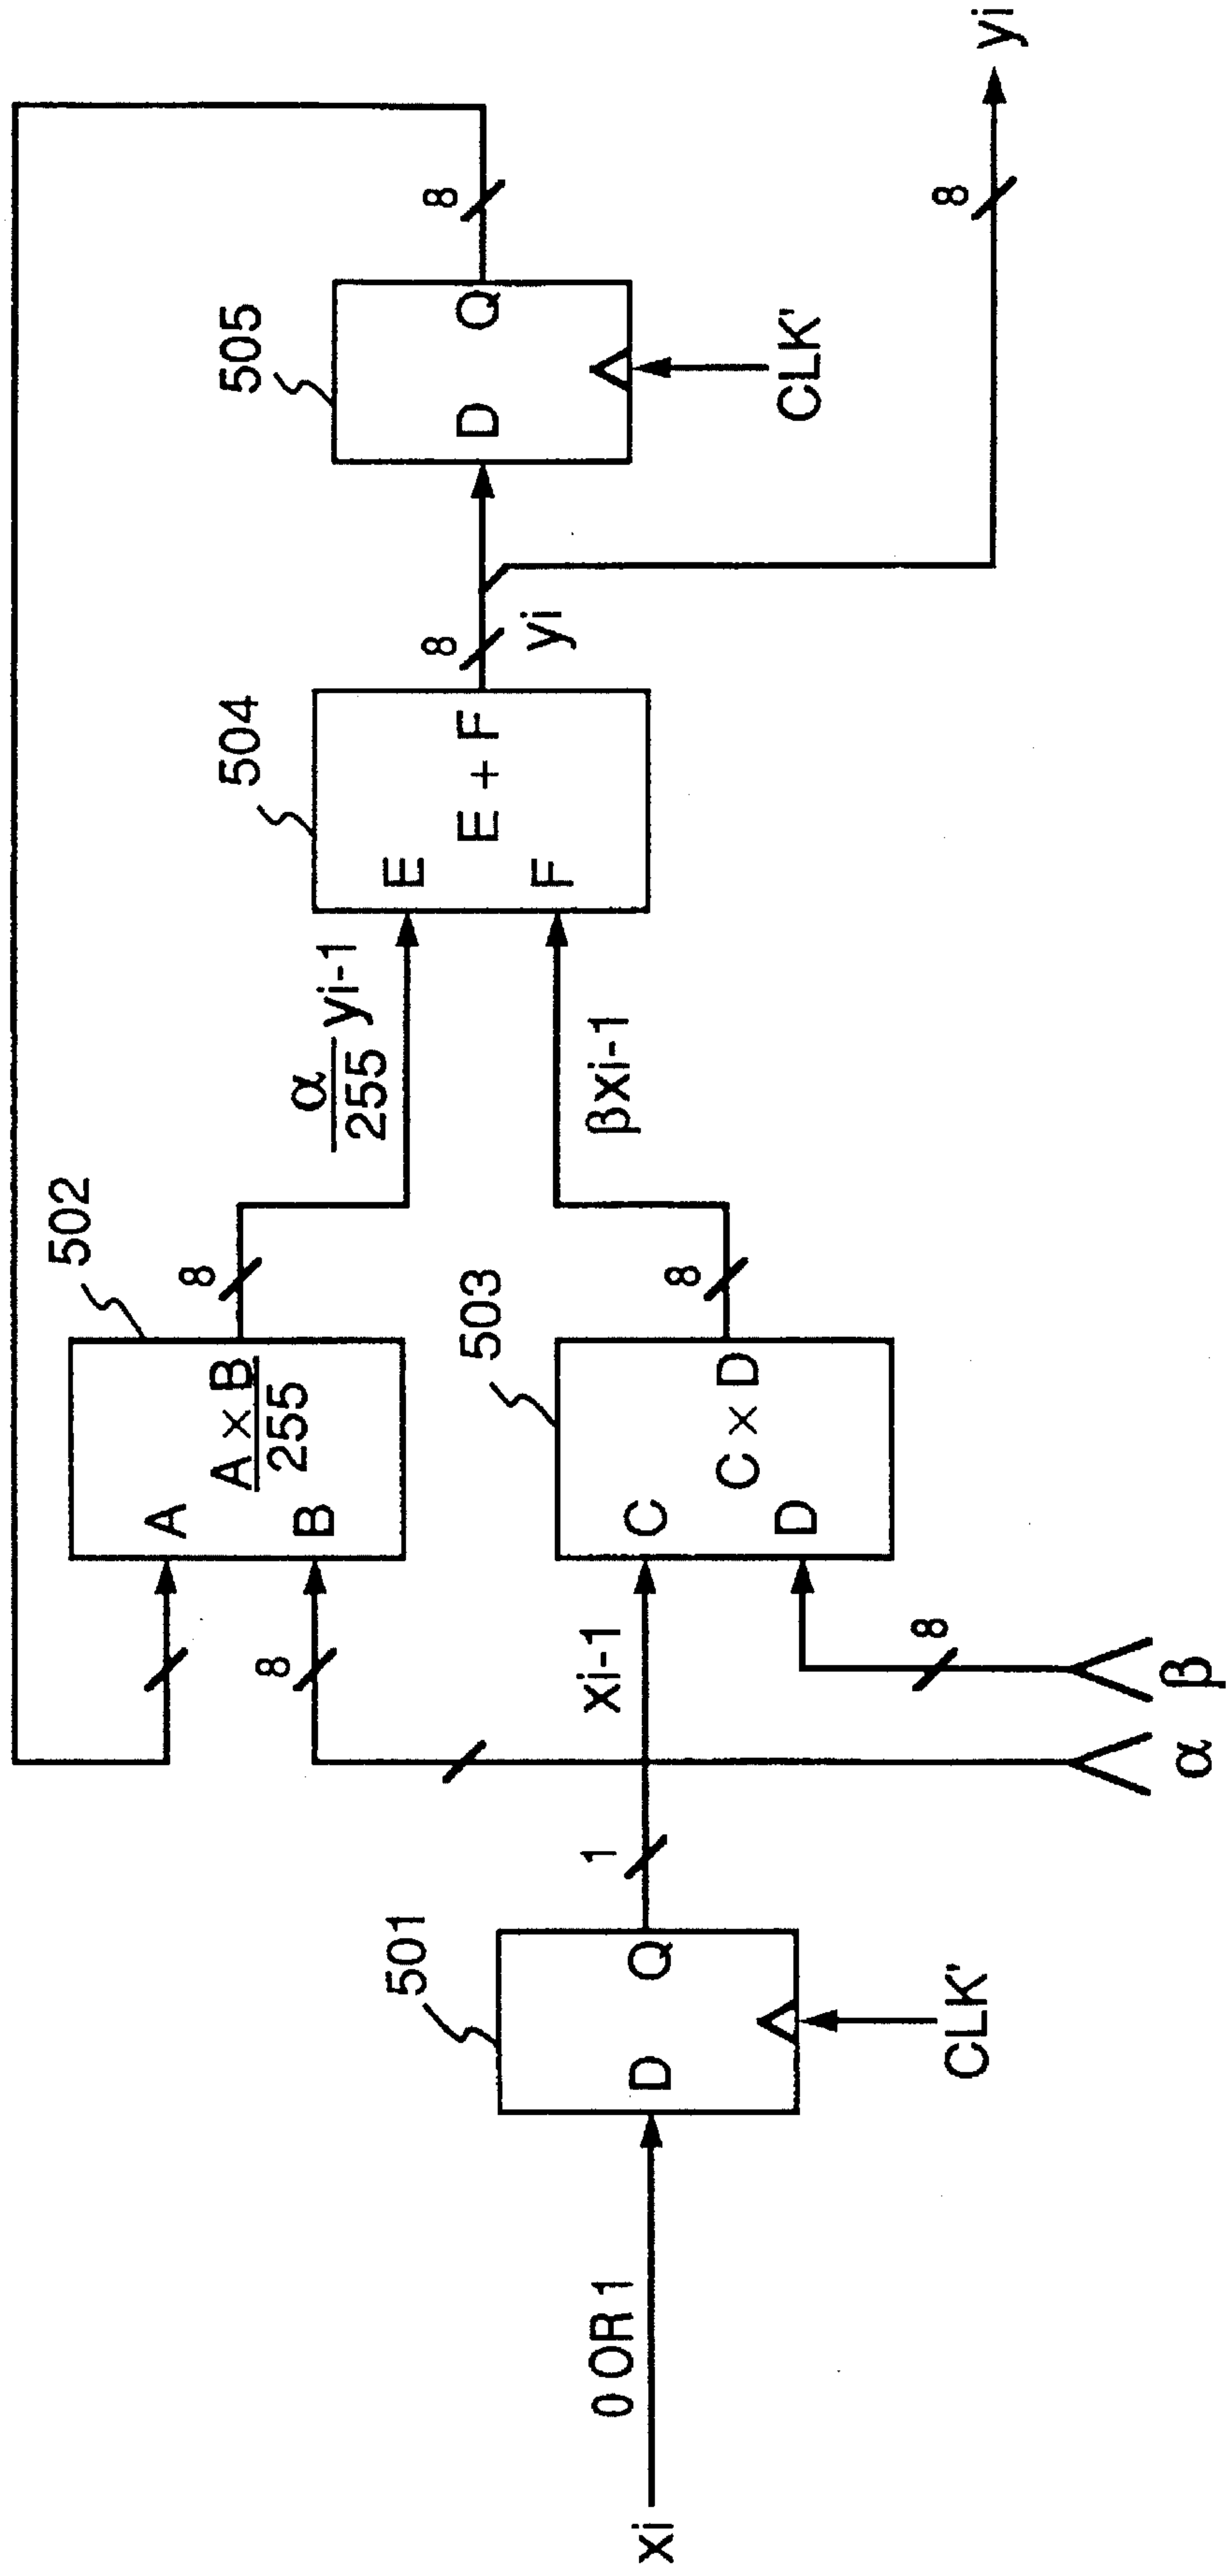 xi
0 OR 1
501
D
Q
CLK'
1
xi-1
α
β
8
8
502
A
B
A × B
255
8
503
C
D
C × D
8
α
255
yi-1
βxi-1
504
E
F
E + F
8
yi
505
D
Q
CLK'
8
8
yi